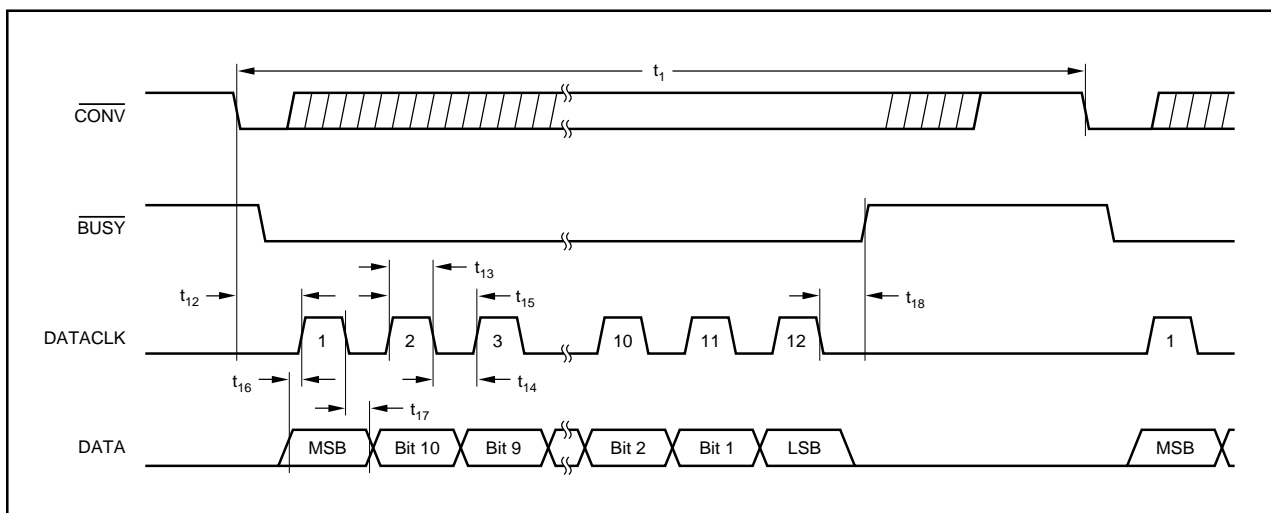 t1
CONV
BUSY
t13
t12
t15
t18
DATACLK
1
2
3
10
11
12
1
t16
t14
t17
DATA
MSB
Bit 10
Bit 9
Bit 2
Bit 1
LSB
MSB